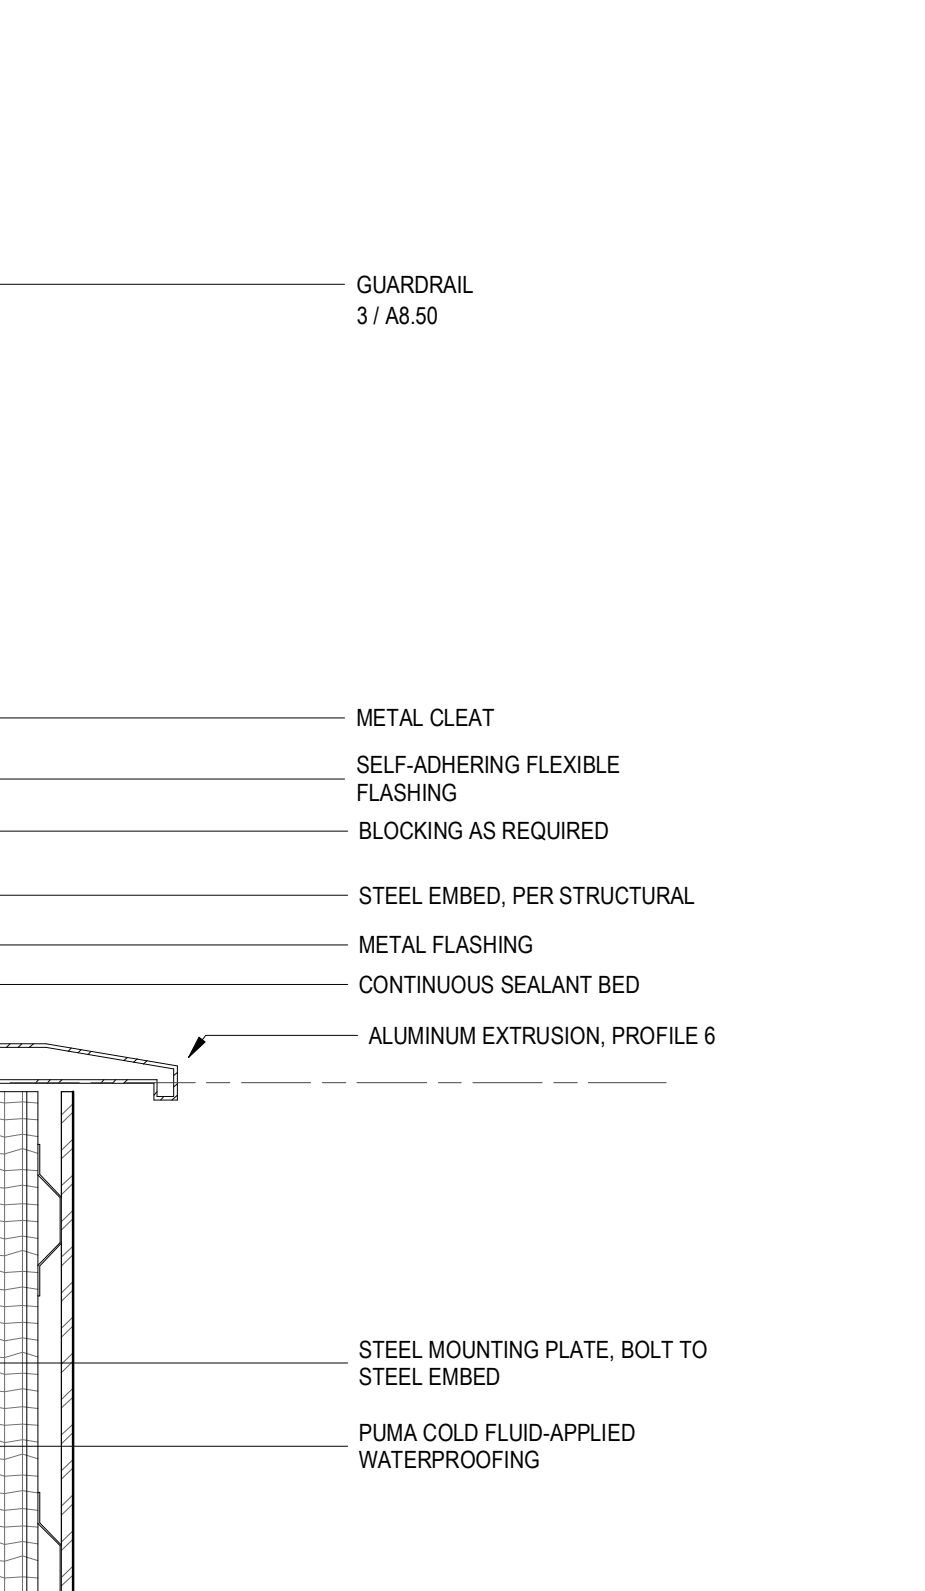 GUARDRAIL
3 / A8.50
METAL CLEAT
SELF-ADHERING FLEXIBLE
FLASHING
BLOCKING AS REQUIRED
STEEL EMBED, PER STRUCTURAL
METAL FLASHING
CONTINUOUS SEALANT BED
ALUMINUM EXTRUSION, PROFILE 6
STEEL MOUNTING PLATE, BOLT TO
STEEL EMBED
PUMA COLD FLUID-APPLIED
WATERPROOFING